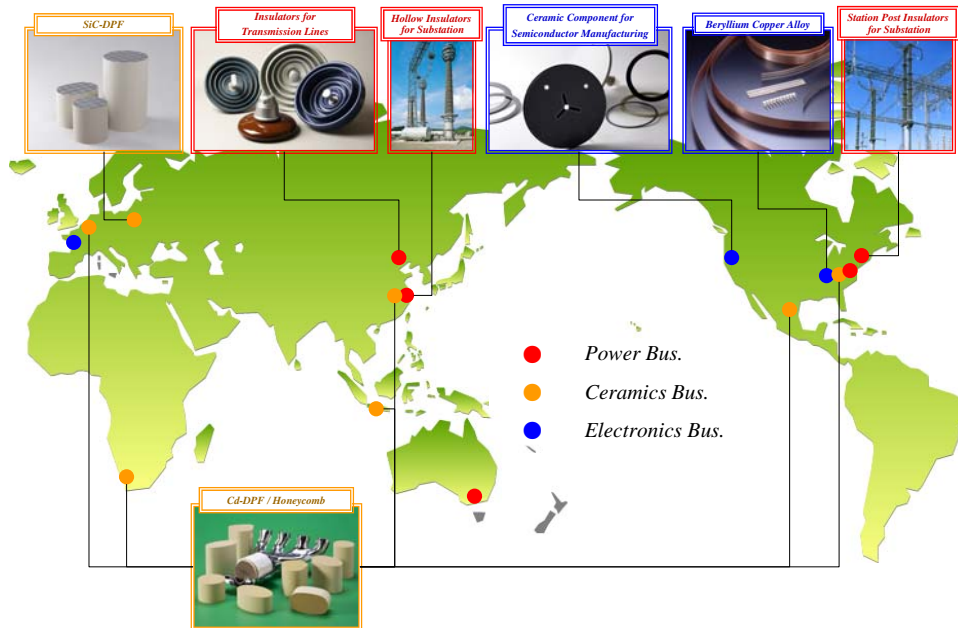 SiC-DPF
Insulators for
Transmission Lines
Hollow Insulators
for Substation
Ceramic Component for
Semiconductor Manufacturing
Beryllium Copper Alloy
Station Post Insulators
for Substation
Power Bus.
Ceramics Bus.
Electronics Bus.
Cd-DPF / Honeycomb